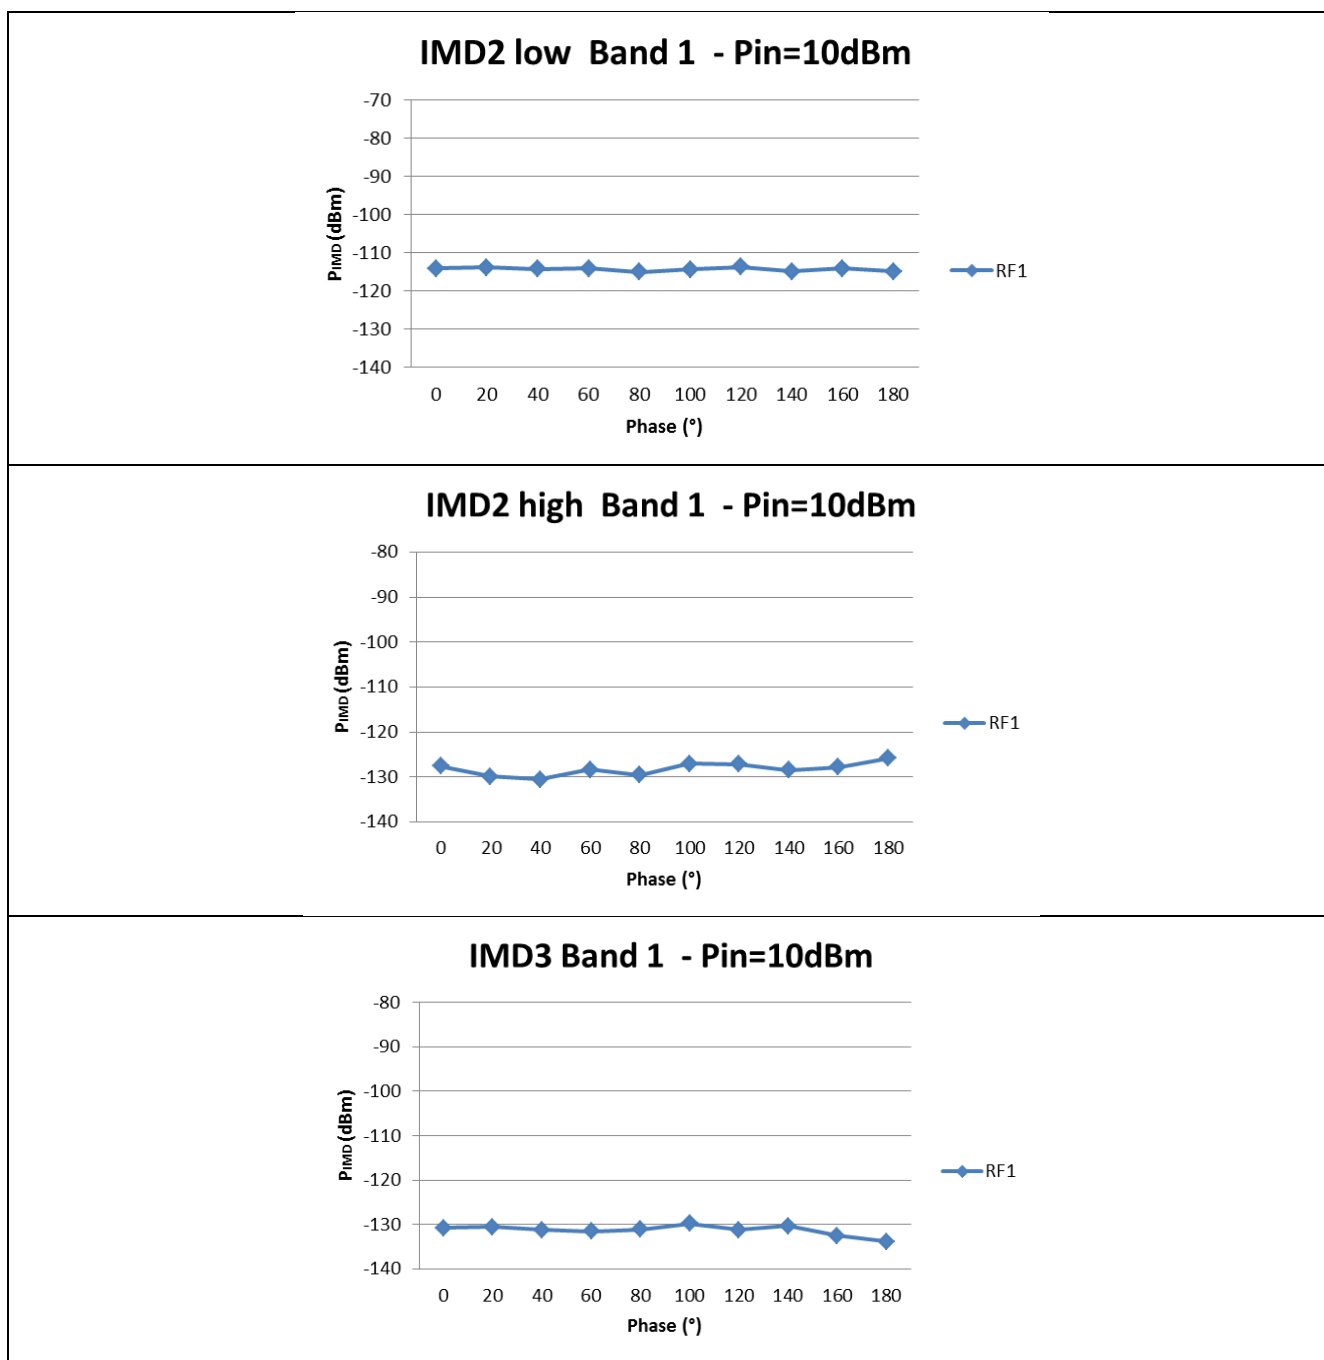 IMD2 low  Band 1  - Pin=10dBm
-70
-80
-90
-100
-110
-120
-130
-140
PIMD (dBm)
0 20 40 60 80 100 120 140 160 180
Phase (°)
RF1
IMD2 high  Band 1  - Pin=10dBm
-80
-90
-100
-110
-120
-130
-140
PIMD (dBm)
0 20 40 60 80 100 120 140 160 180
Phase (°)
RF1
IMD3 Band 1  - Pin=10dBm
-80
-90
-100
-110
-120
-130
-140
PIMD (dBm)
0 20 40 60 80 100 120 140 160 180
Phase (°)
RF1